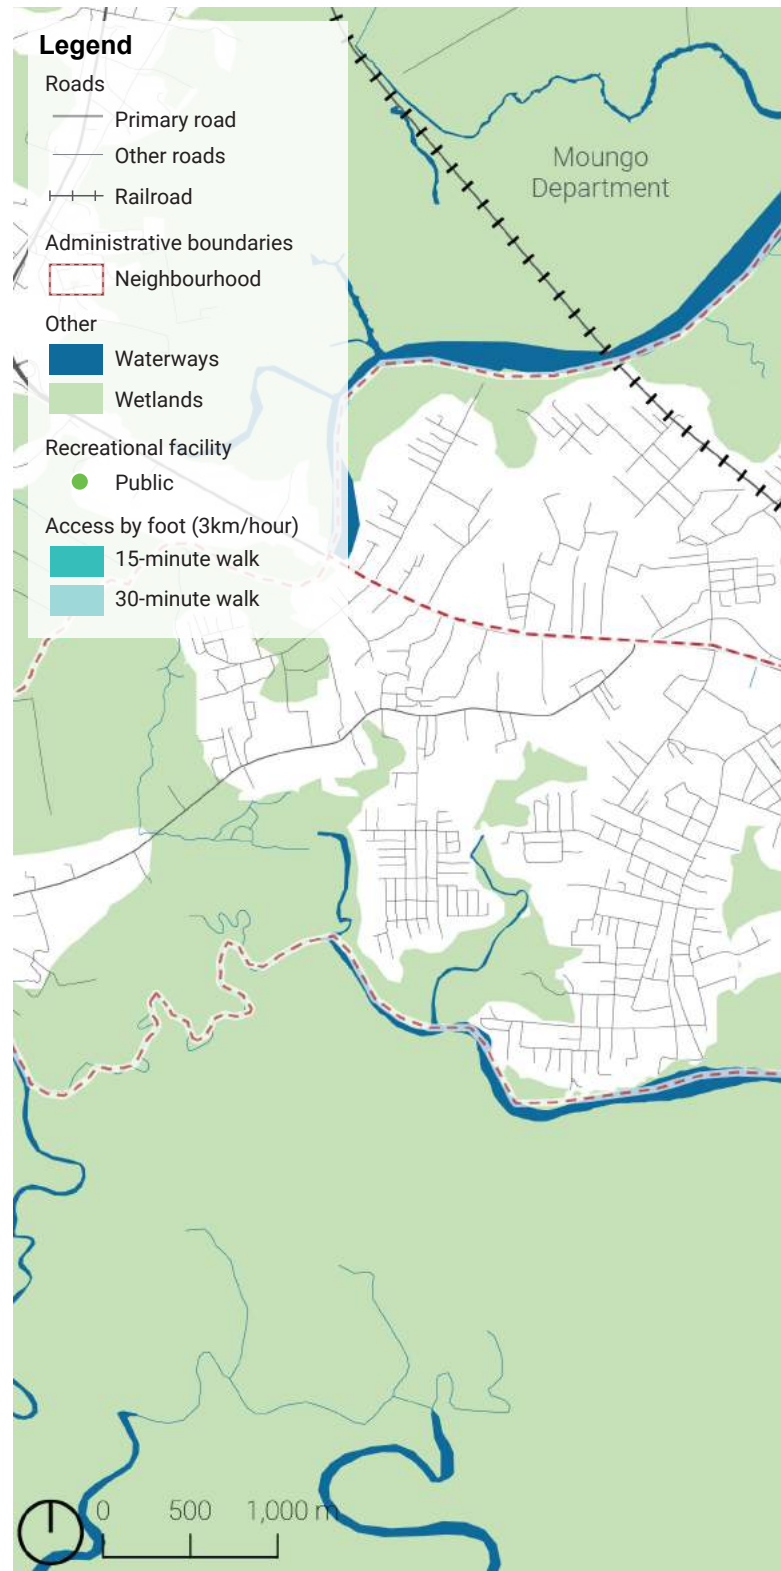 Legend
Roads
Primary road
Other roads
Railroad
Administrative boundaries
Neighbourhood
Other
Waterways
Wetlands
Recreational facility
Public
Access by foot (3km/hour)
15-minute walk
30-minute walk
Moungo
Department
0 500 1,000 m